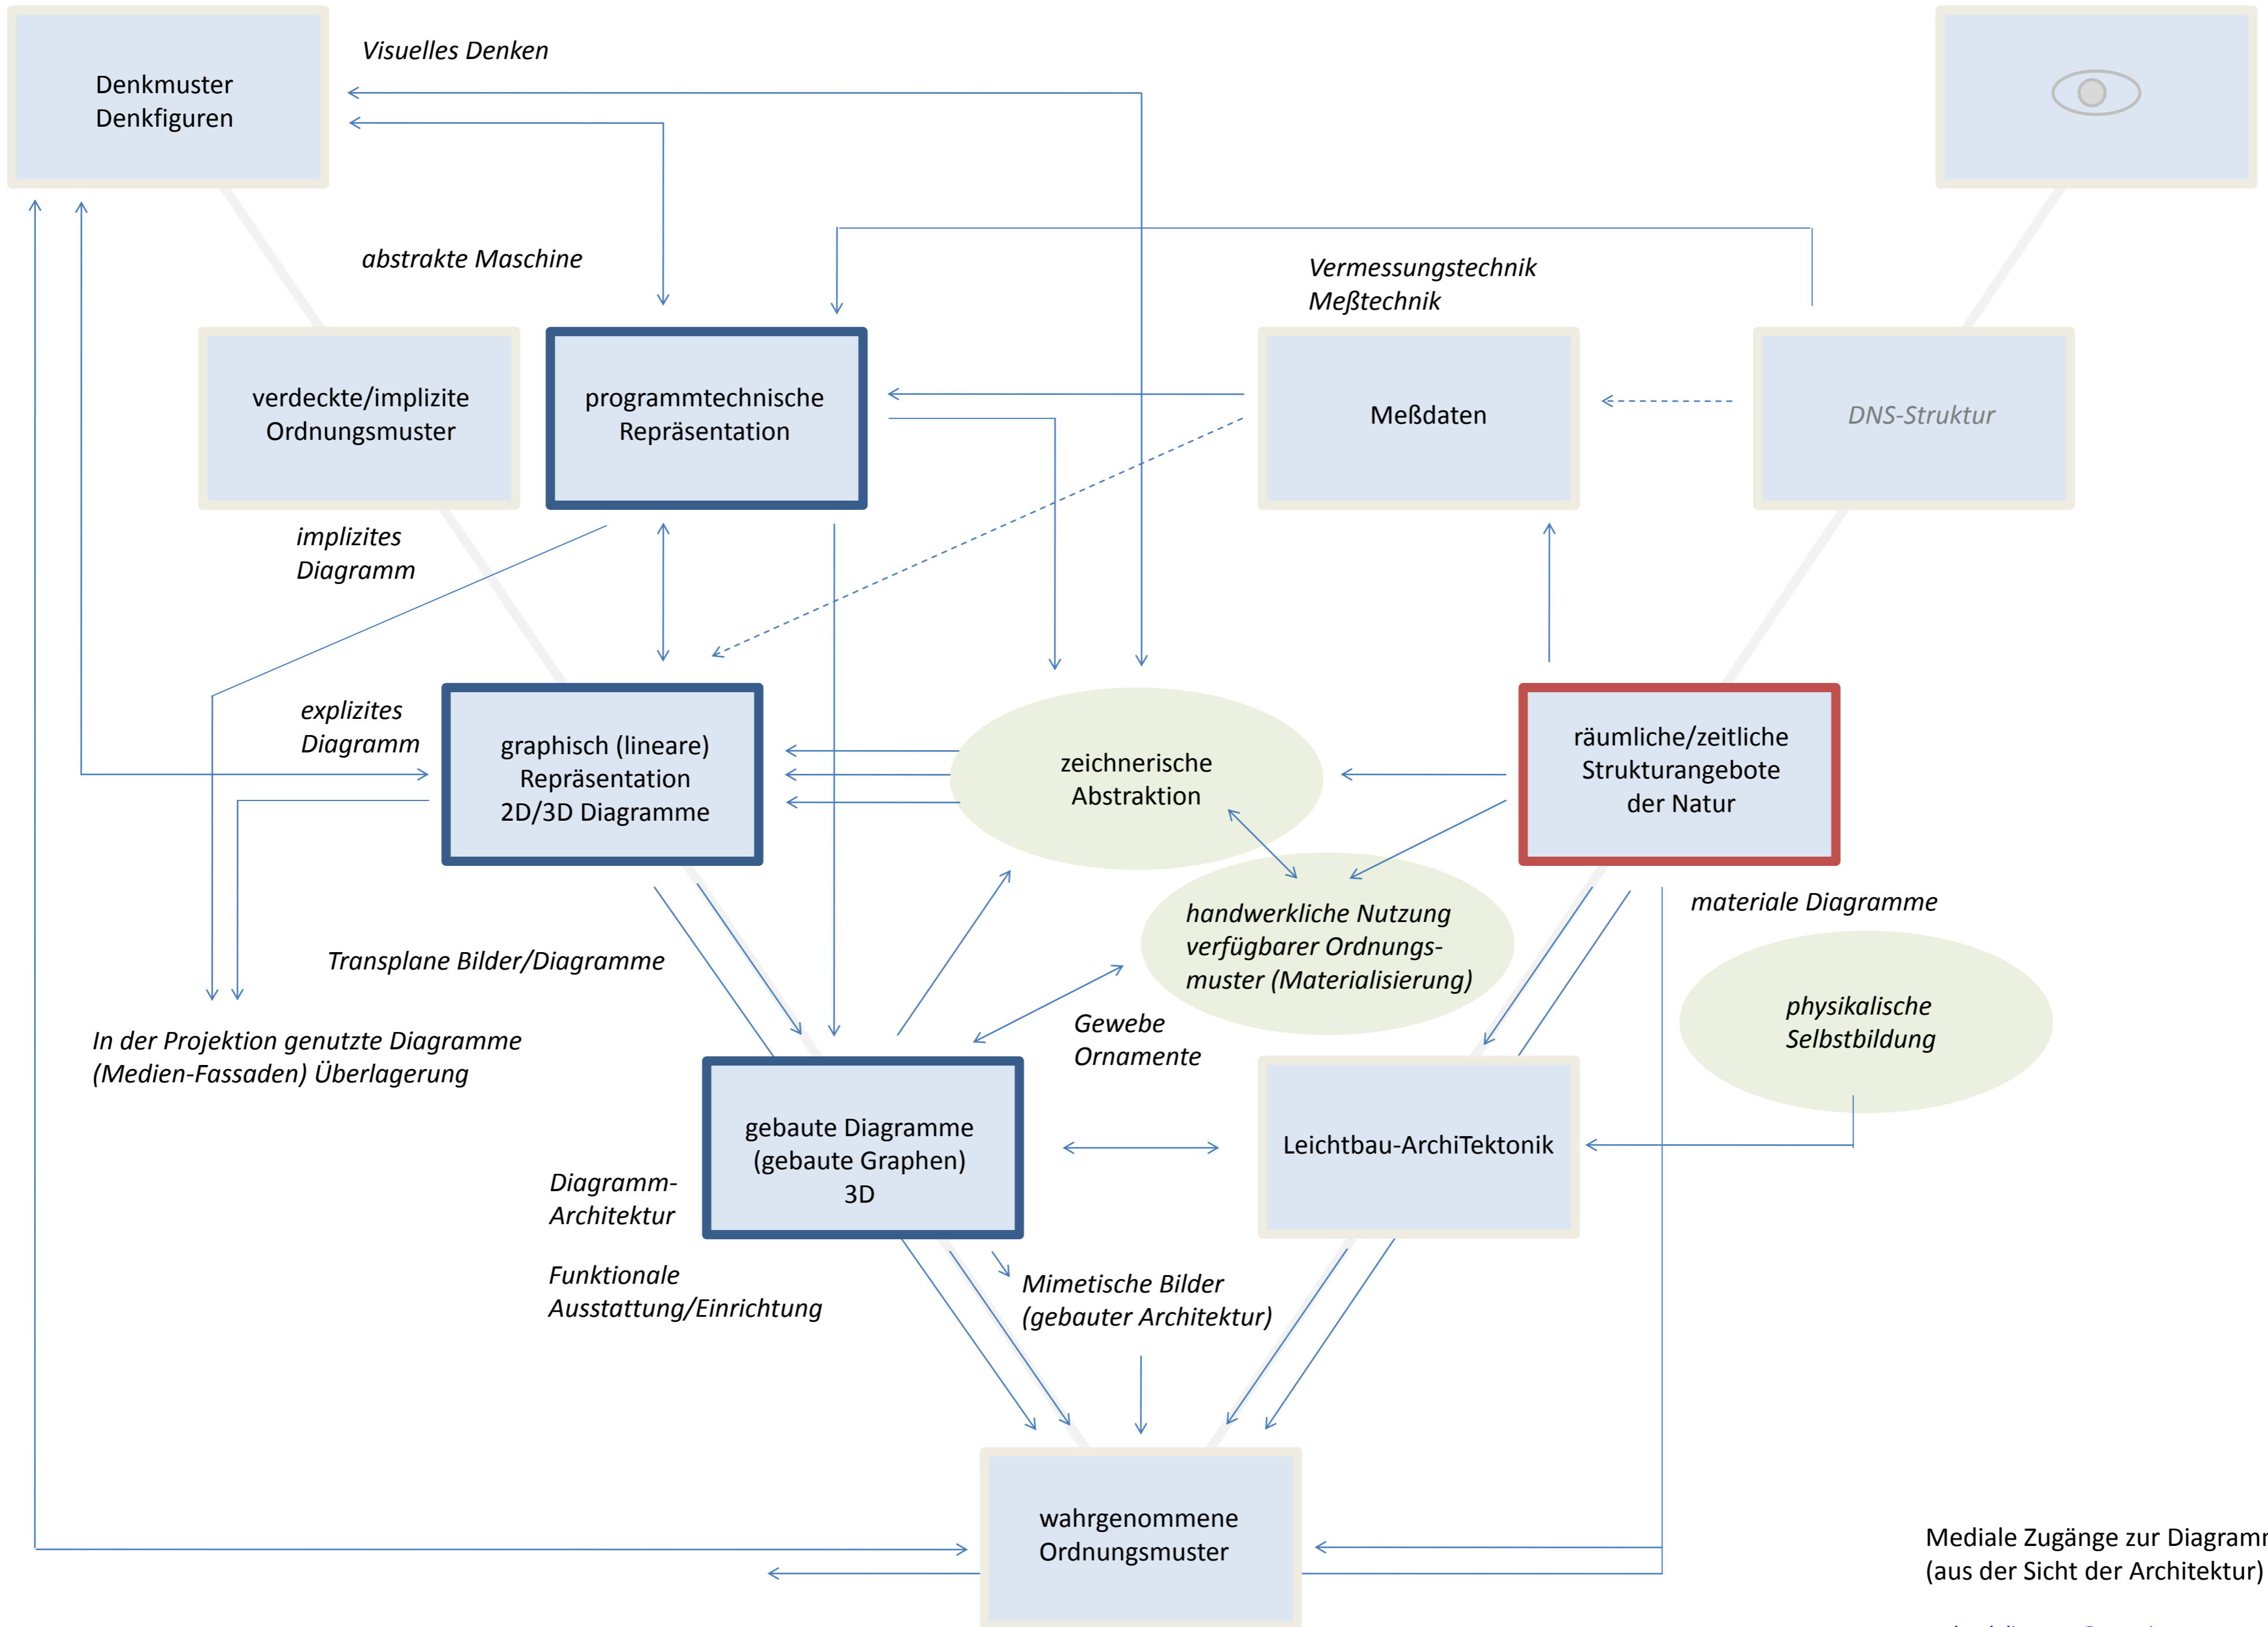 Visuelles Denken
Denkmuster
Denkfiguren
abstrakte Maschine
Vermessungstechnik
Meßtechnik
verdeckte/implizite
Ordnungsmuster
programmtechnische
Repräsentation
Meßdaten
DNS-Struktur
implizites
Diagramm
explizites
Diagramm
graphisch (lineare)
Repräsentation
2D/3D Diagramme
zeichnerische
Abstraktion
räumliche/zeitliche
Strukturangebote
der Natur
materiale Diagramme
handwerkliche Nutzung
verfügbarer Ordnungs-
muster (Materialisierung)
Transplane Bilder/Diagramme
physikalische
Selbstbildung
In der Projektion genutzte Diagramme
(Medien-Fassaden) Überlagerung
Gewebe
Ornamente
gebaute Diagramme
(gebaute Graphen)
3D
Leichtbau-ArchiTektonik
Diagramm-
Architektur
Funktionale
Ausstattung/Einrichtung
Mimetische Bilder
(gebauter Architektur)
wahrgenommene
Ordnungsmuster
Mediale Zugänge zur
(aus der Sicht der Architektur)